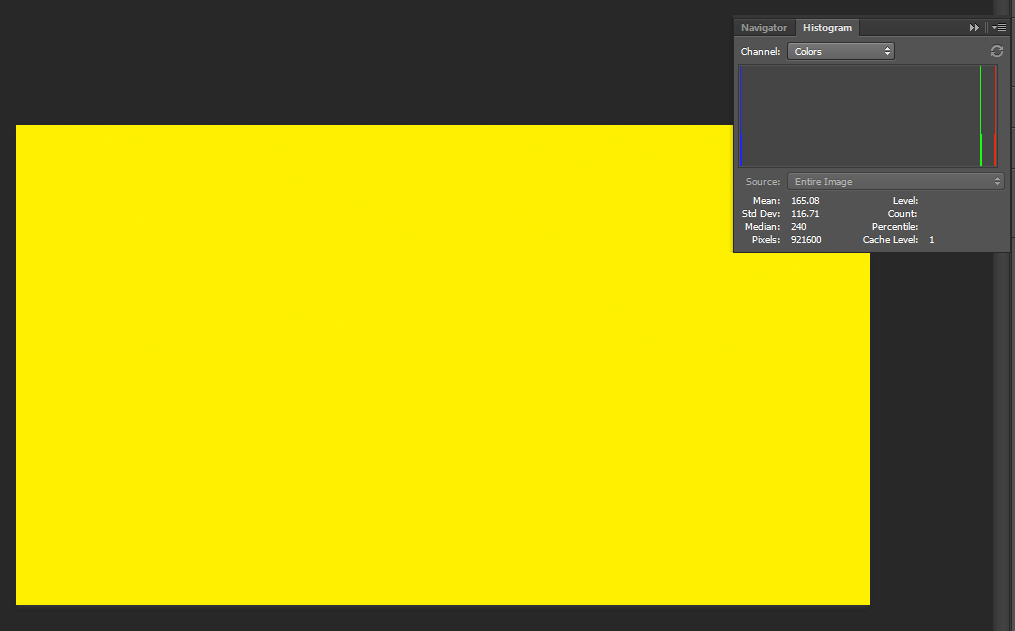 Navigator Histogram
Channel: Colors
Source: Entire Image
Mean: 165.08 Level:
Std Dev: 116.71 Count:
Median: 240 Percentile:
Pixels: 921600 Cache Level: 1